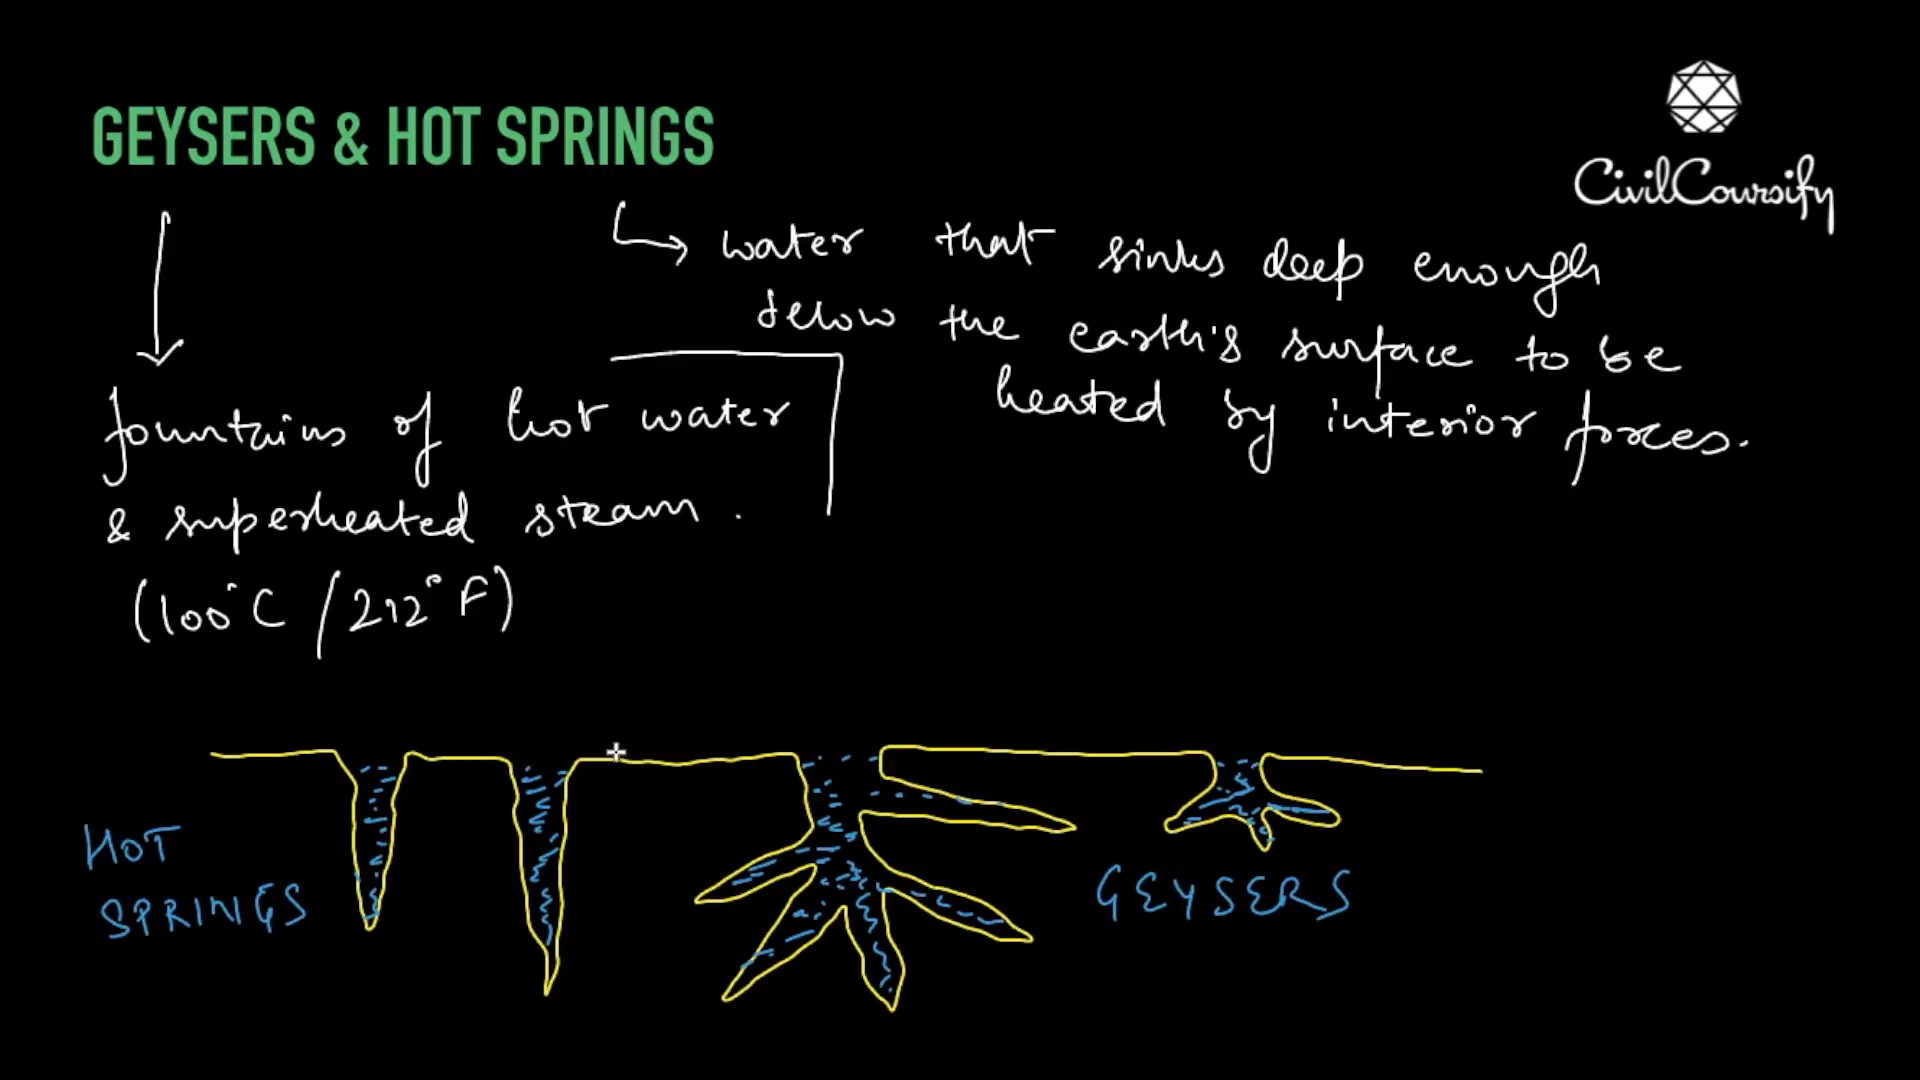 GEYSERS & HOT SPRINGS
CivilCoursify
water that sinks deep enough
below the earth's surface to be
heated by interior forces.
fountains of hot water
& superheated steam.
(100°C / 212°F)
HOT
SPRINGS
GEYSERS